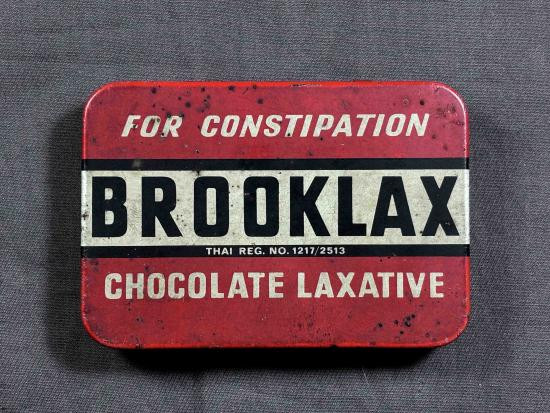 FOR CONSTIPATION
BROOKLAX
THAI REG. NO. 1217/2513
CHOCOLATE LAXATIVE